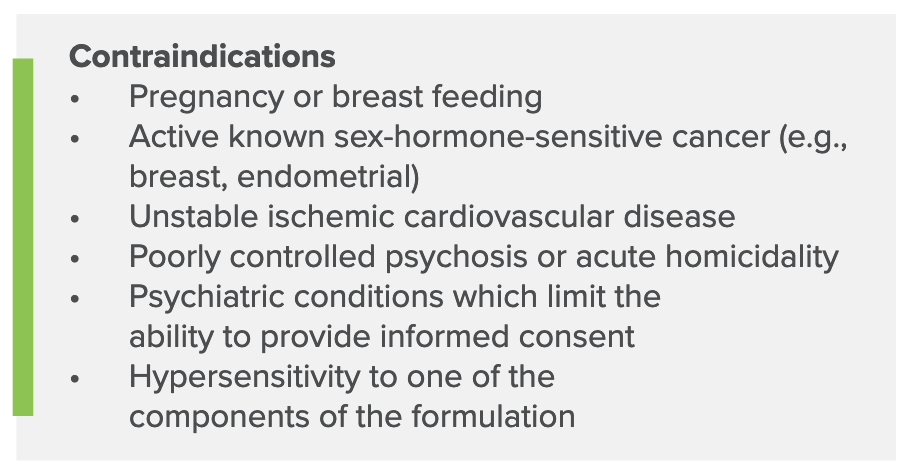 Contraindications
• Pregnancy or breast feeding
• Active known sex-hormone-sensitive cancer (e.g.,
breast, endometrial)
• Unstable ischemic cardiovascular disease
• Poorly controlled psychosis or acute homicidality
• Psychiatric conditions which limit the
ability to provide informed consent
• Hypersensitivity to one of the
components of the formulation